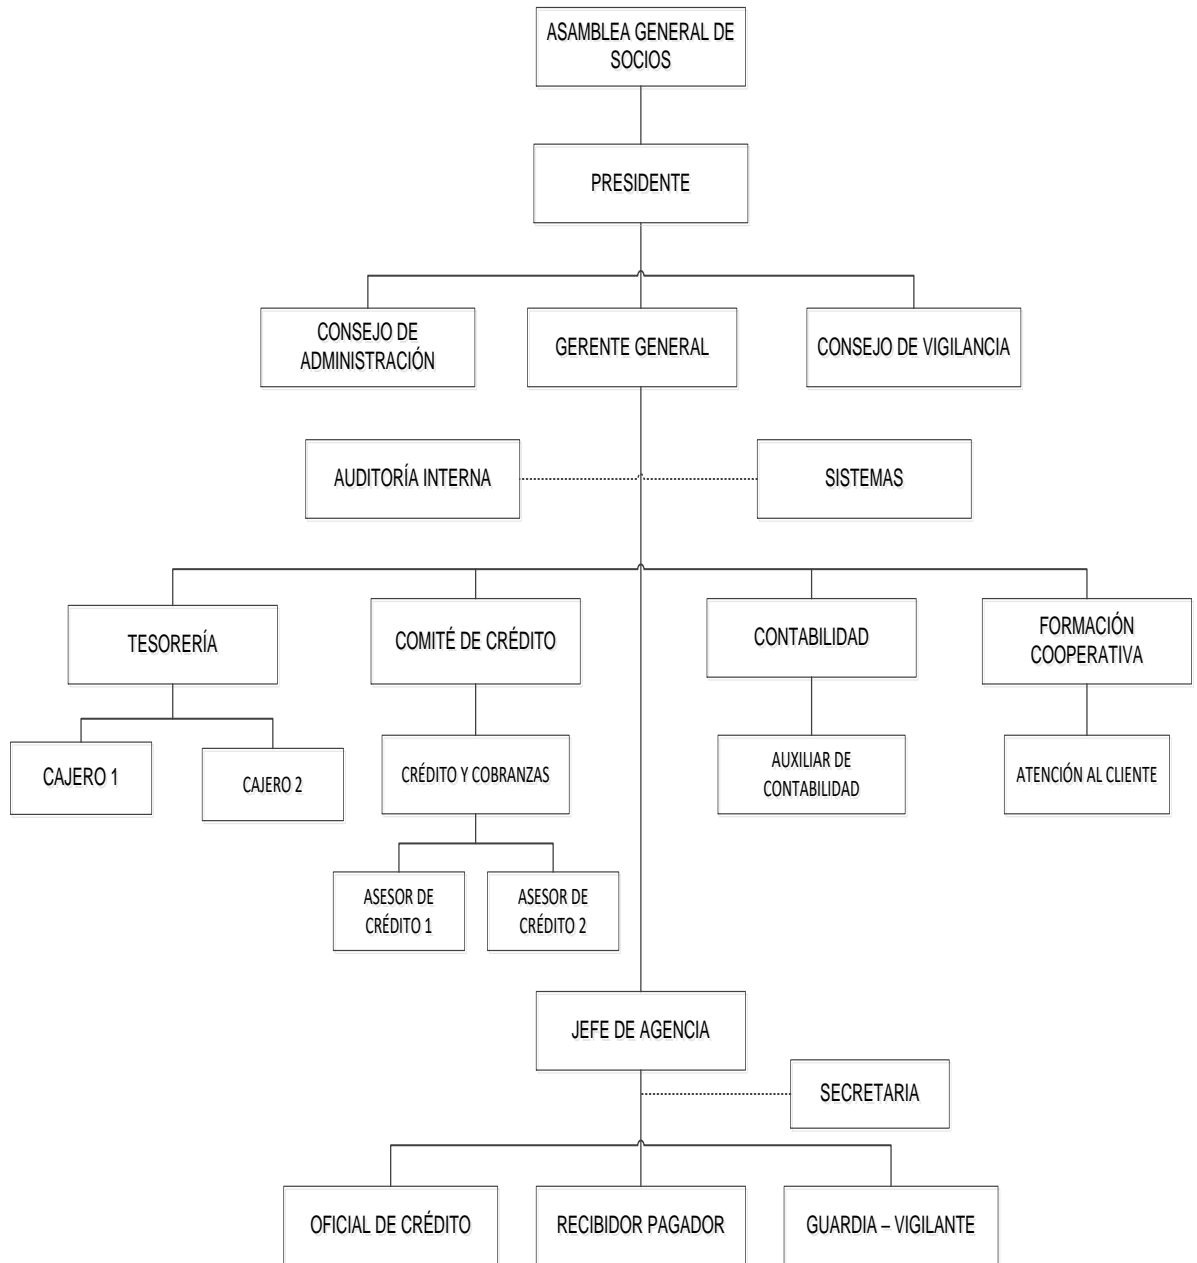 ASAMBLEA GENERAL DE
SOCIOS
PRESIDENTE
CONSEJO DE
ADMINISTRACIÓN
GERENTE GENERAL
CONSEJO DE VIGILANCIA
AUDITORÍA INTERNA
SISTEMAS
TESORERÍA
COMITÉ DE CRÉDITO
CONTABILIDAD
FORMACIÓN
COOPERATIVA
CAJERO 1
CAJERO 2
CRÉDITO Y COBRANZAS
AUXILIAR DE
CONTABILIDAD
ATENCIÓN AL CLIENTE
ASESOR DE
CRÉDITO 1
ASESOR DE
CRÉDITO 2
JEFE DE AGENCIA
SECRETARIA
OFICIAL DE CRÉDITO
RECIBIDOR PAGADOR
GUARDIA – VIGILANTE